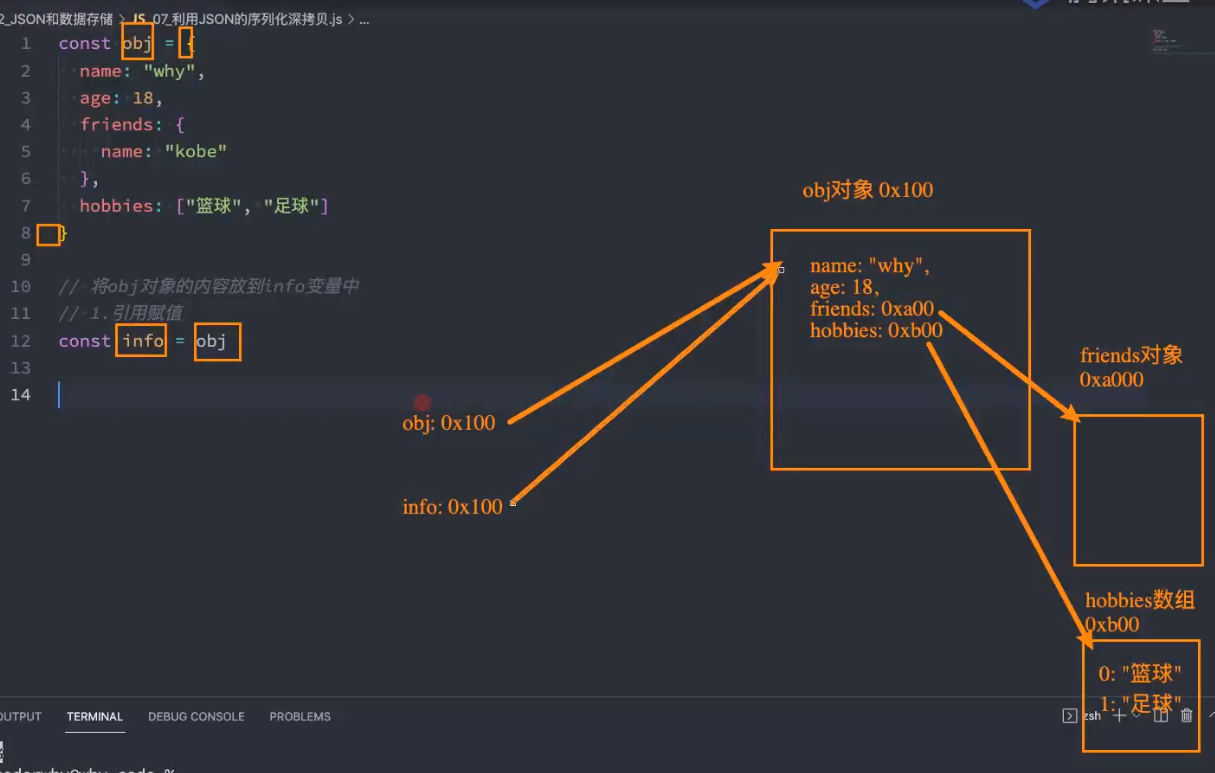 2_JSON和数据存储 > JS 07_利用JSON的序列化深拷贝.js > ...
1 const obj = {
2 name: "why",
3 age: 18,
4 friends: {
5 name: "kobe"
6 },
7 hobbies: ["篮球", "足球"]
8 }
9
10 // 将obj对象的内容放到info变量中
11 // 1.引用赋值
12 const info = obj
13
14
obj对象 0x100
name: "why",
age: 18,
friends: 0xa00
hobbies: 0xb00
friends对象
0xa000
obj: 0x100
info: 0x100
hobbies数组
0xb00
0: "篮球"
1: "足球"
OUTPUT TERMINAL DEBUG CONSOLE PROBLEMS
zsh